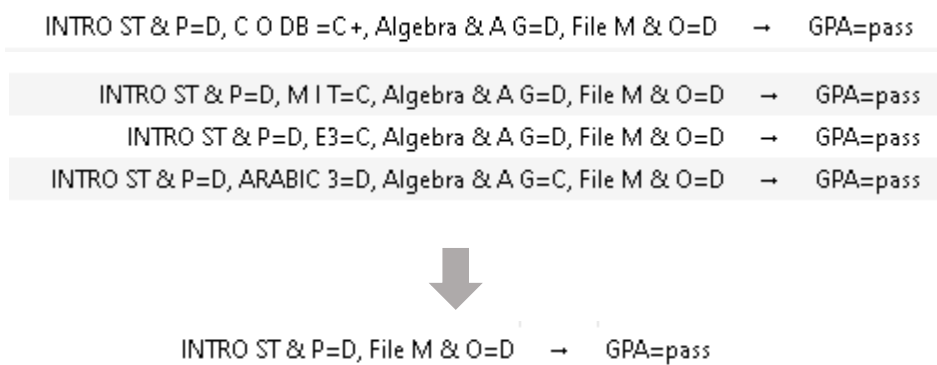 INTRO ST & P=D, C O DB =C+, Algebra & A G=D, File M & O=D → GPA=pass
INTRO ST & P=D, M I T=C, Algebra & A G=D, File M & O=D → GPA=pass
INTRO ST & P=D, E3=C, Algebra & A G=D, File M & O=D → GPA=pass
INTRO ST & P=D, ARABIC 3=D, Algebra & A G=C, File M & O=D → GPA=pass
INTRO ST & P=D, File M & O=D → GPA=pass